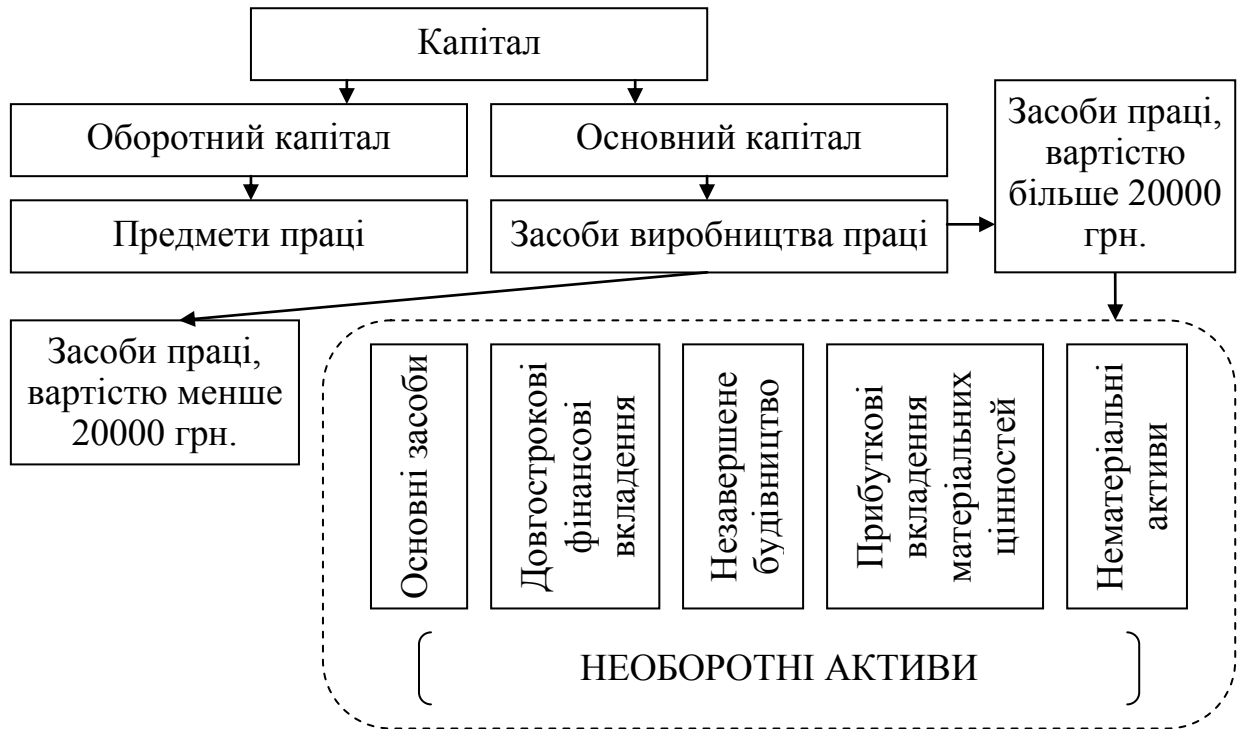 Капітал
Оборотний капітал
Основний капітал
Засоби праці,
вартістю
більше 20000
грн.
Предмети праці
Засоби виробництва праці
Засоби праці,
вартістю менше
20000 грн.
Основні засоби
Довгострокові
фінансові
вкладення
Незавершене
будівництво
Прибуткові
вкладення
матеріальних
цінностей
Нематеріальні
активи
НЕОБОРОТНІ АКТИВИ